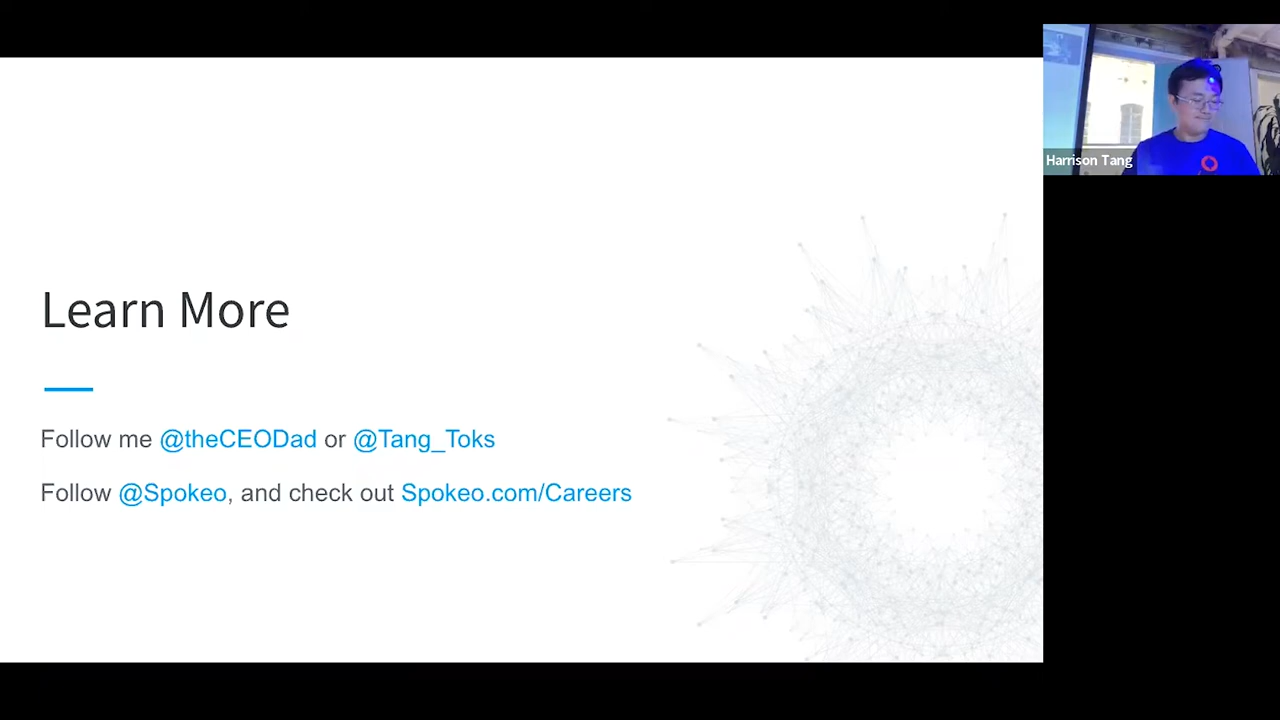 Harrison Tang
Learn More
Follow me @theCEODad or @Tang_Toks
Follow @Spokeo, and check out Spokeo.com/Careers